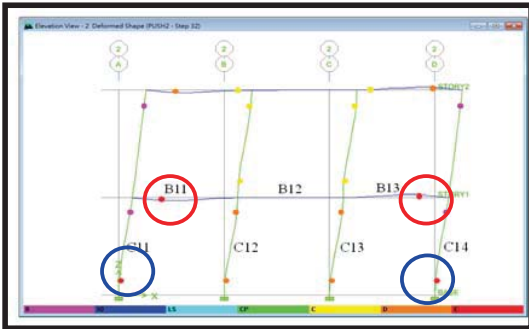 Elevation View - 2 Deformed Shape (PUSH2 - Step 32)
2 2 2 2
A B C D
STORY2
B11 B12 B13 STORY1
C11 C12 C13 C14
X BASE
B IO LS CP C D E